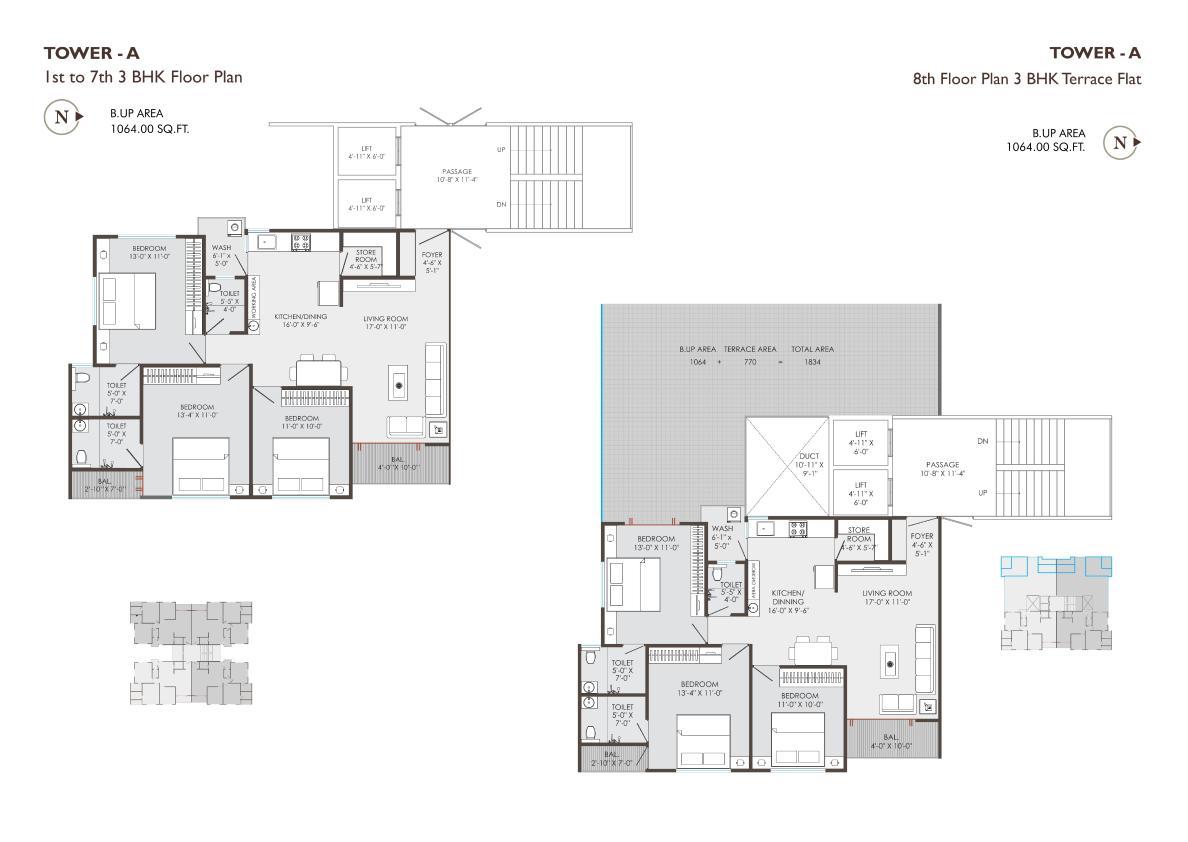 TOWER - A
1st to 7th 3 BHK Floor Plan
N
B.UP AREA
1064.00 SQ.FT.
LIFT
4'-11" X 6'-0"
LIFT
4'-11" X 6'-0"
PASSAGE
10'-8" X 11'-4"
UP
DN
BEDROOM
13'-0" X 11'-0"
WASH
6'-1" X
5'-0"
STORE
ROOM
4'-6" X 5'-7"
FOYER
4'-6" X
5'-1"
TOILET
5'-5" X
4'-0"
WORKING AREA
KITCHEN/DINING
16'-0" X 9'-6"
LIVING ROOM
17'-0" X 11'-0"
TOILET
5'-0" X
7'-0"
BEDROOM
13'-4" X 11'-0"
BEDROOM
11'-0" X 10'-0"
TOILET
5'-0" X
7'-0"
BAL.
4'-0" X 10'-0"
BAL.
2'-10" X 7'-0"
TOWER - A
8th Floor Plan 3 BHK Terrace Flat
B.UP AREA
1064.00 SQ.FT.
N
B.UP AREA TERRACE AREA TOTAL AREA
1064 + 770 = 1834
DUCT
10'-11" X
9'-1"
LIFT
4'-11" X
6'-0"
LIFT
4'-11" X
6'-0"
PASSAGE
10'-8" X 11'-4"
DN
UP
BEDROOM
13'-0" X 11'-0"
WASH
6'-1" X
5'-0"
STORE
ROOM
4'-6" X 5'-7"
FOYER
4'-6" X
5'-1"
TOILET
5'-5" X
4'-0"
WORKING AREA
KITCHEN/
DINNING
16'-0" X 9'-6"
LIVING ROOM
17'-0" X 11'-0"
TOILET
5'-0" X
7'-0"
BEDROOM
13'-4" X 11'-0"
BEDROOM
11'-0" X 10'-0"
TOILET
5'-0" X
7'-0"
BAL.
4'-0" X 10'-0"
BAL.
2'-10" X 7'-0"